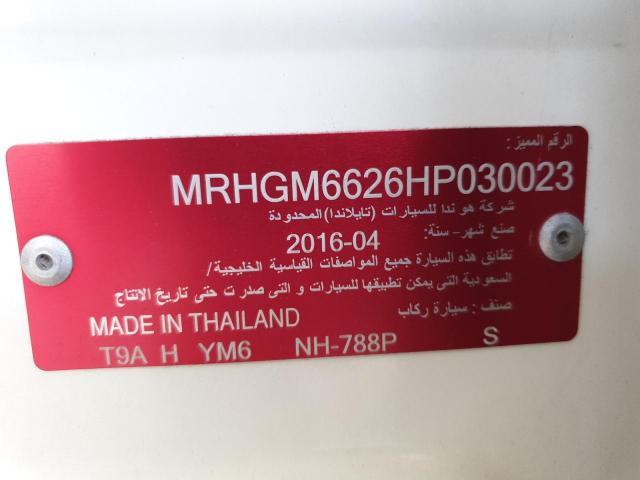 الرقم المميز :
MRHGM6626HP030023
شركة هوندا للسيارات (تايلاندا) المحدودة
صنع شهر- سنة: 2016-04
تطابق هذه السيارة جميع المواصفات القياسية الخليجية /
السعودية التى يمكن تطبيقها للسيارات و التى صدرت حتى تاريخ الانتاج
صنف : سيارة ركاب
MADE IN THAILAND
T9A H YM6 NH-788P S